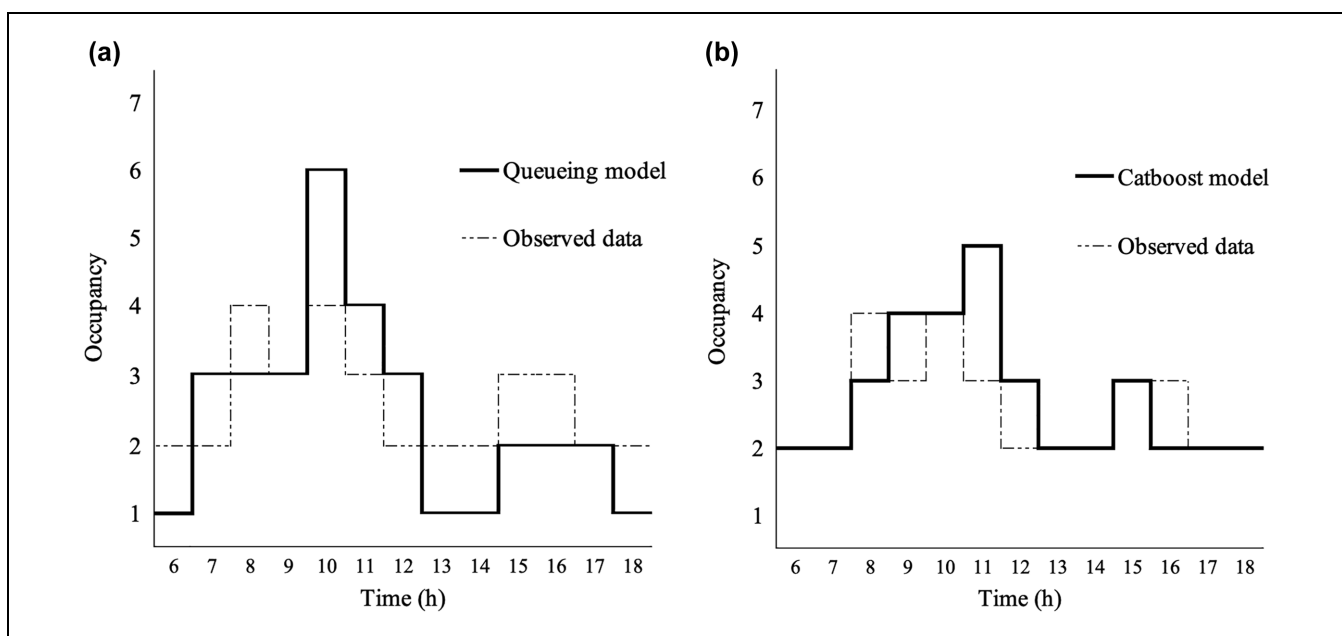 (a)
7
6
5
4
3
2
1
Occupancy
Queueing model
Observed data
6 7 8 9 10 11 12 13 14 15 16 17 18
Time (h)
(b)
7
6
5
4
3
2
1
Occupancy
Catboost model
Observed data
6 7 8 9 10 11 12 13 14 15 16 17 18
Time (h)